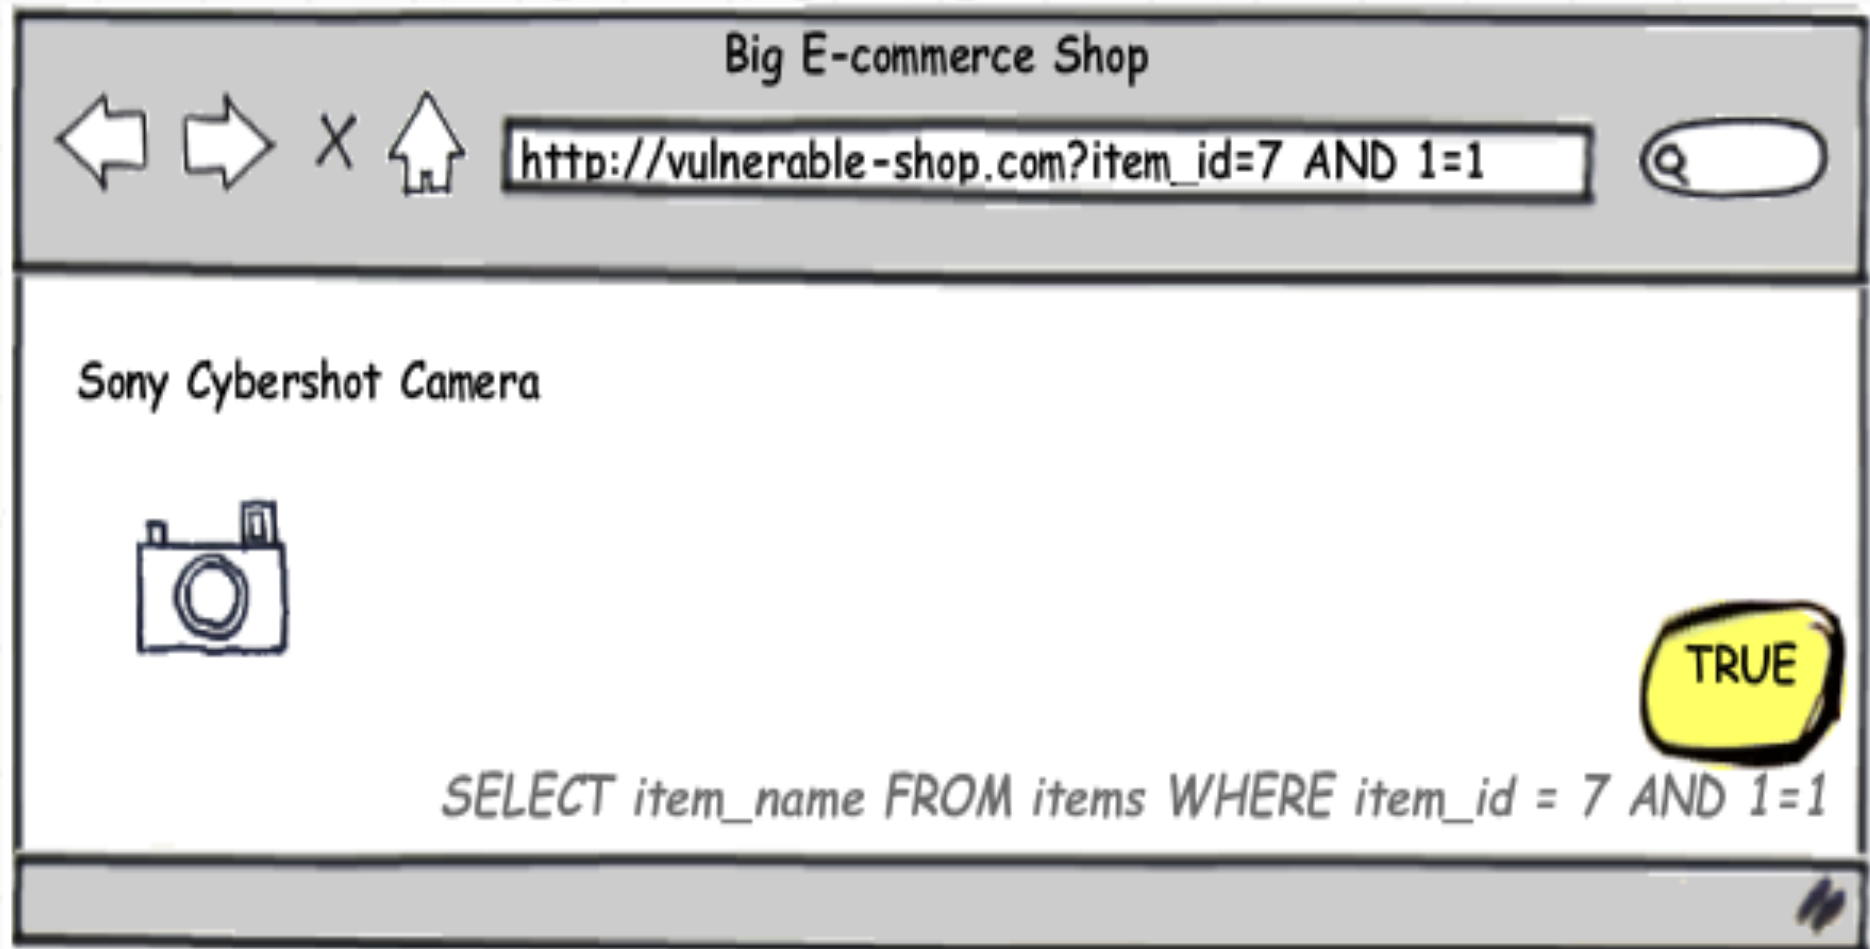 Big E-commerce Shop
http://vulnerable-shop.com?item_id=7 AND 1=1
Sony Cybershot Camera
TRUE
SELECT item_name FROM items WHERE item_id = 7 AND 1=1